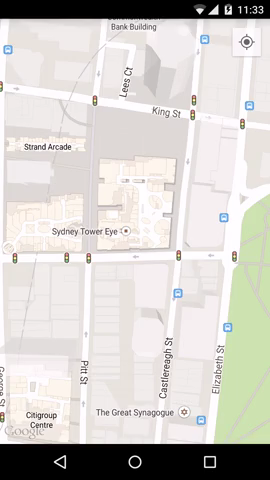 11:33
Bank Building
Lees Ct
King St
Strand Arcade
Sydney Tower Eye
Pitt St
Castlereagh St
Elizabeth St
George St
Citigroup
Centre
The Great Synagogue
Google